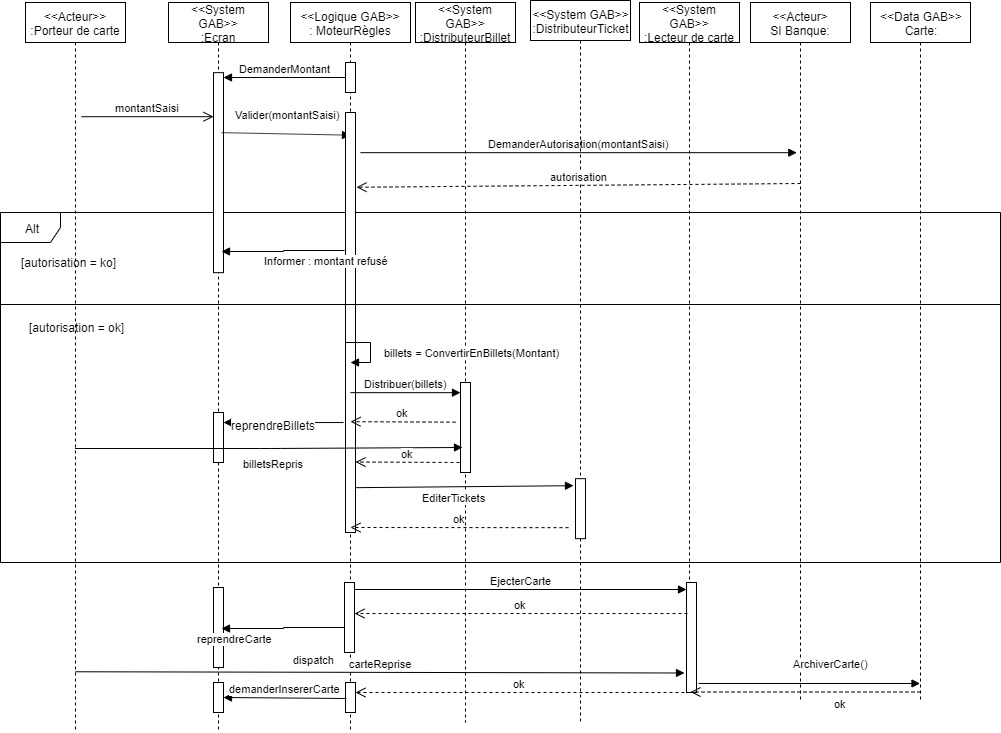 <<Acteur>>
:Porteur de carte
<<System
GAB>>
:Ecran
<<Logique GAB>>
: MoteurRègles
<<System
GAB>>
:DistributeurBillet
<<System GAB>>
:DistributeurTicket
<<System
GAB>>
:Lecteur de carte
<<Acteur>
SI Banque:
<<Data GAB>>
Carte:
DemanderMontant
montantSaisi
Valider(montantSaisi)
DemanderAutorisation(montantSaisi)
autorisation
Alt
[autorisation = ko]
Informer : montant refusé
[autorisation = ok]
billets = ConvertirEnBillets(Montant)
Distribuer(billets)
ok
reprendreBillets
ok
billetsRepris
EditerTickets
ok
EjecterCarte
ok
reprendreCarte
dispatch
carteReprise
ArchiverCarte()
demanderInsererCarte
ok
ok